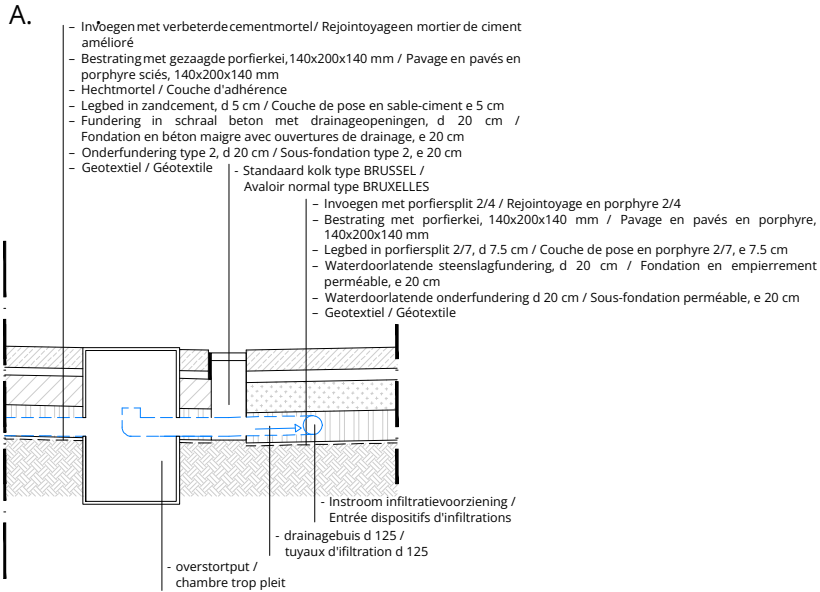 A.
– Invoegen met verbeterde cementmortel / Rejointoyage en mortier de ciment
amélioré
– Bestrating met gezaagde porfierkei, 140x200x140 mm / Pavage en pavés en
porphyre sciés, 140x200x140 mm
– Hechtmortel / Couche d'adhérence
– Legbed in zandcement, d 5 cm / Couche de pose en sable-ciment e 5 cm
– Fundering in schraal beton met drainageopeningen, d 20 cm /
Fondation en béton maigre avec ouvertures de drainage, e 20 cm
– Onderfundering type 2, d 20 cm / Sous-fondation type 2, e 20 cm
– Geotextiel / Géotextile
- Standaard kolk type BRUSSEL /
Avaloir normal type BRUXELLES
– Invoegen met porfiersplit 2/4 / Rejointoyage en porphyre 2/4
– Bestrating met porfierkei, 140x200x140 mm / Pavage en pavés en porphyre,
140x200x140 mm
– Legbed in porfiersplit 2/7, d 7.5 cm / Couche de pose en porphyre 2/7, e 7.5 cm
– Waterdoorlatende steenslagfundering, d 20 cm / Fondation en empierrement
perméable, e 20 cm
– Waterdoorlatende onderfundering d 20 cm / Sous-fondation perméable, e 20 cm
– Geotextiel / Géotextile
- Instroom infiltratievoorziening /
Entrée dispositifs d'infiltrations
- drainagebuis d 125 /
tuyaux d'ifiltration d 125
- overstortput /
chambre trop pleit